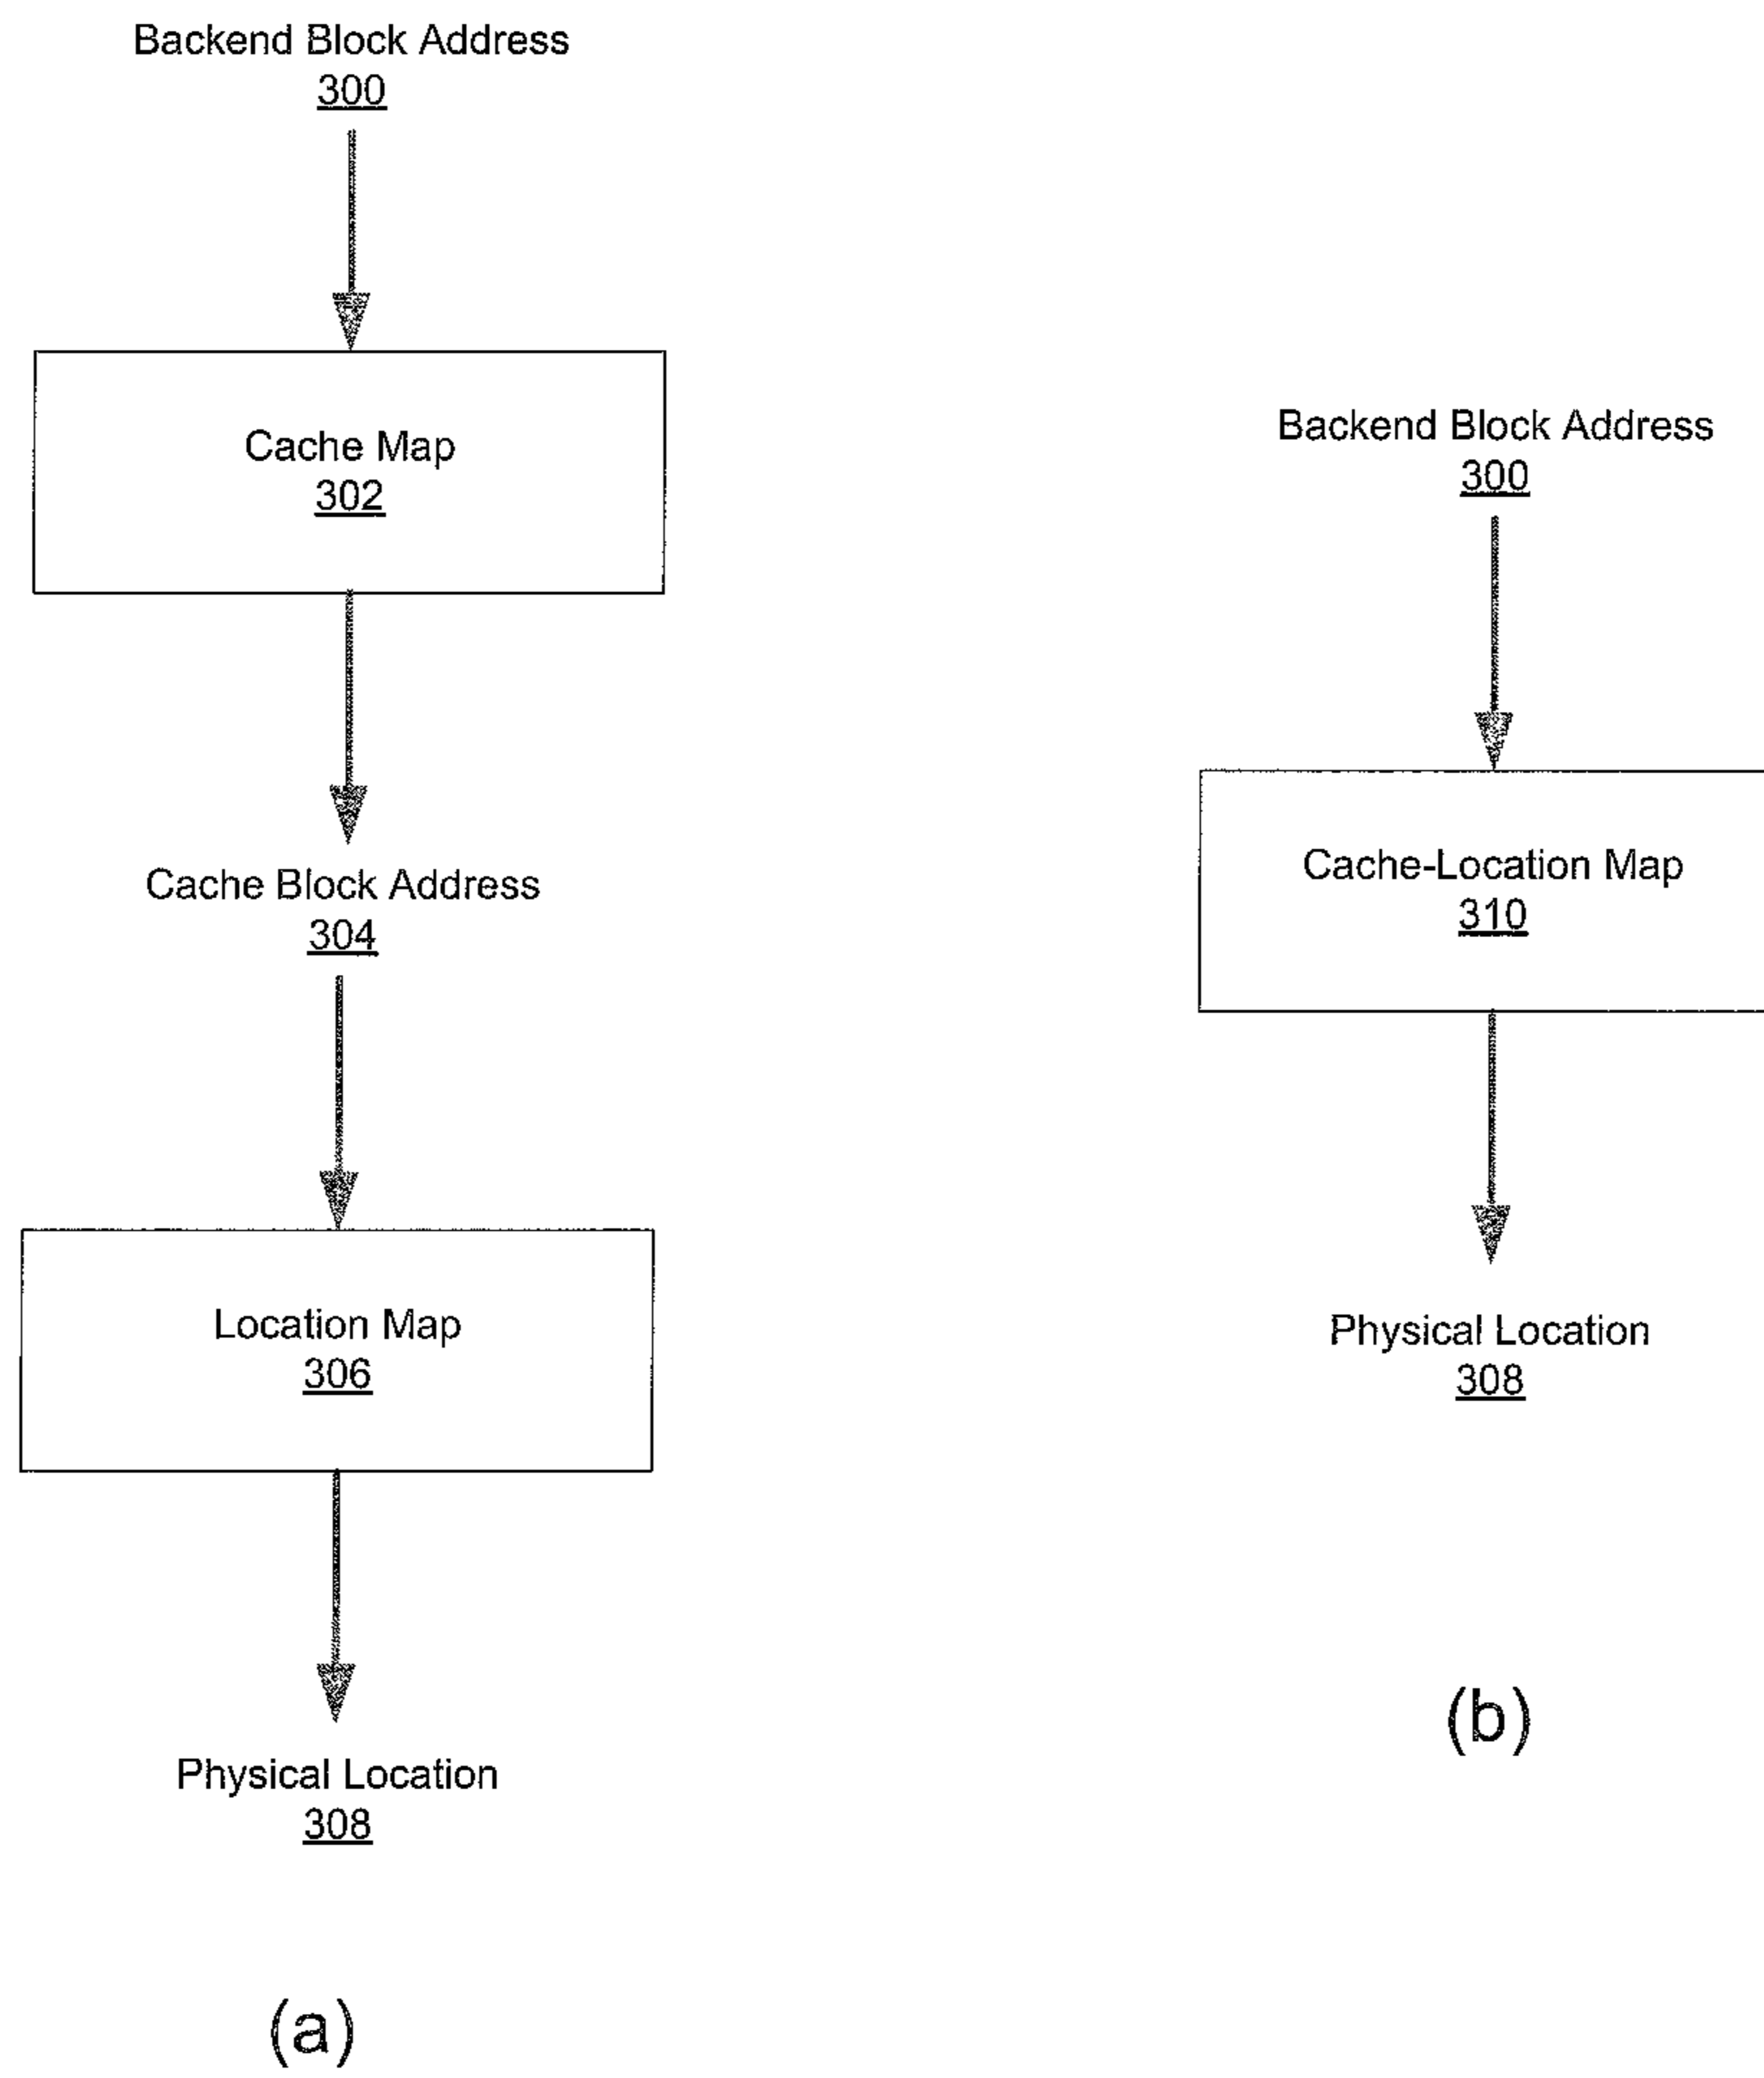 Backend Block Address
300
Cache Map
302
Cache Block Address
304
Location Map
306
Physical Location
308
(a)
Backend Block Address
300
Cache-Location Map
310
Physical Location
308
(b)